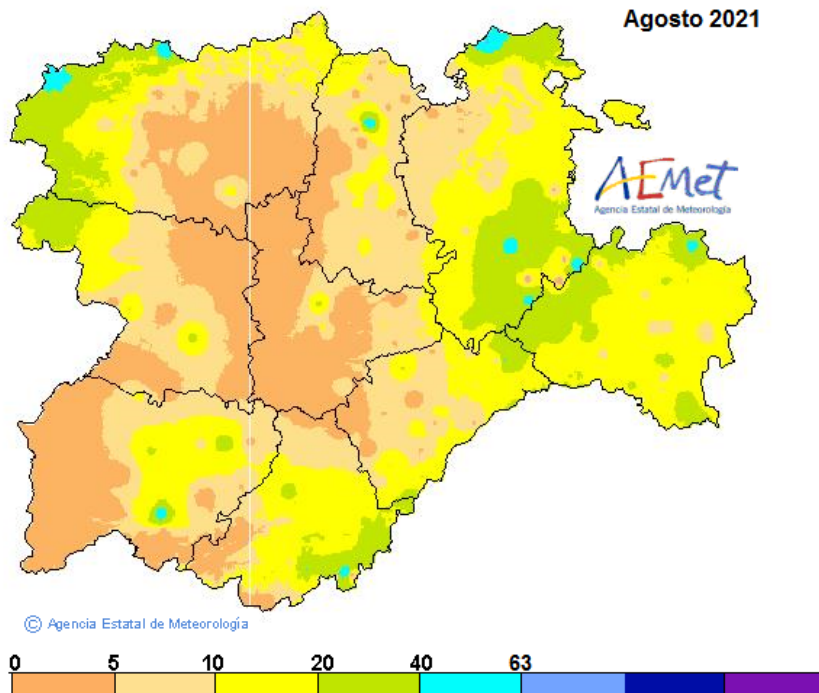 Agosto 2021
AEMet
Agencia Estatal de Meteorología
© Agencia Estatal de Meteorología
0 5 10 20 40 63